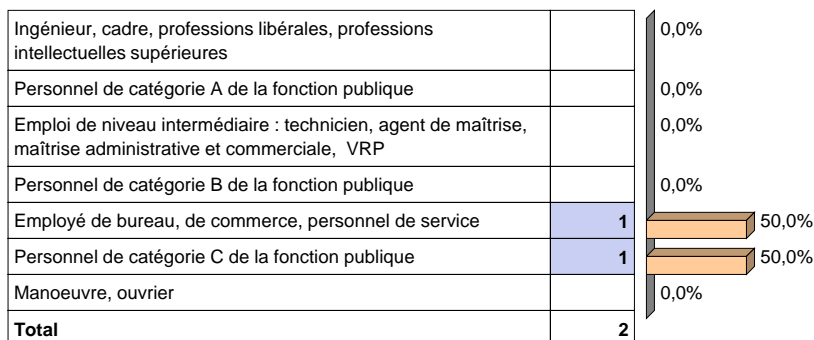 Ingénieur, cadre, professions libérales, professions
intellectuelles supérieures
0,0%
Personnel de catégorie A de la fonction publique
0,0%
Emploi de niveau intermédiaire : technicien, agent de maîtrise,
maîtrise administrative et commerciale, VRP
0,0%
Personnel de catégorie B de la fonction publique
0,0%
Employé de bureau, de commerce, personnel de service 1 50,0%
Personnel de catégorie C de la fonction publique 1 50,0%
Manoeuvre, ouvrier 0,0%
Total 2